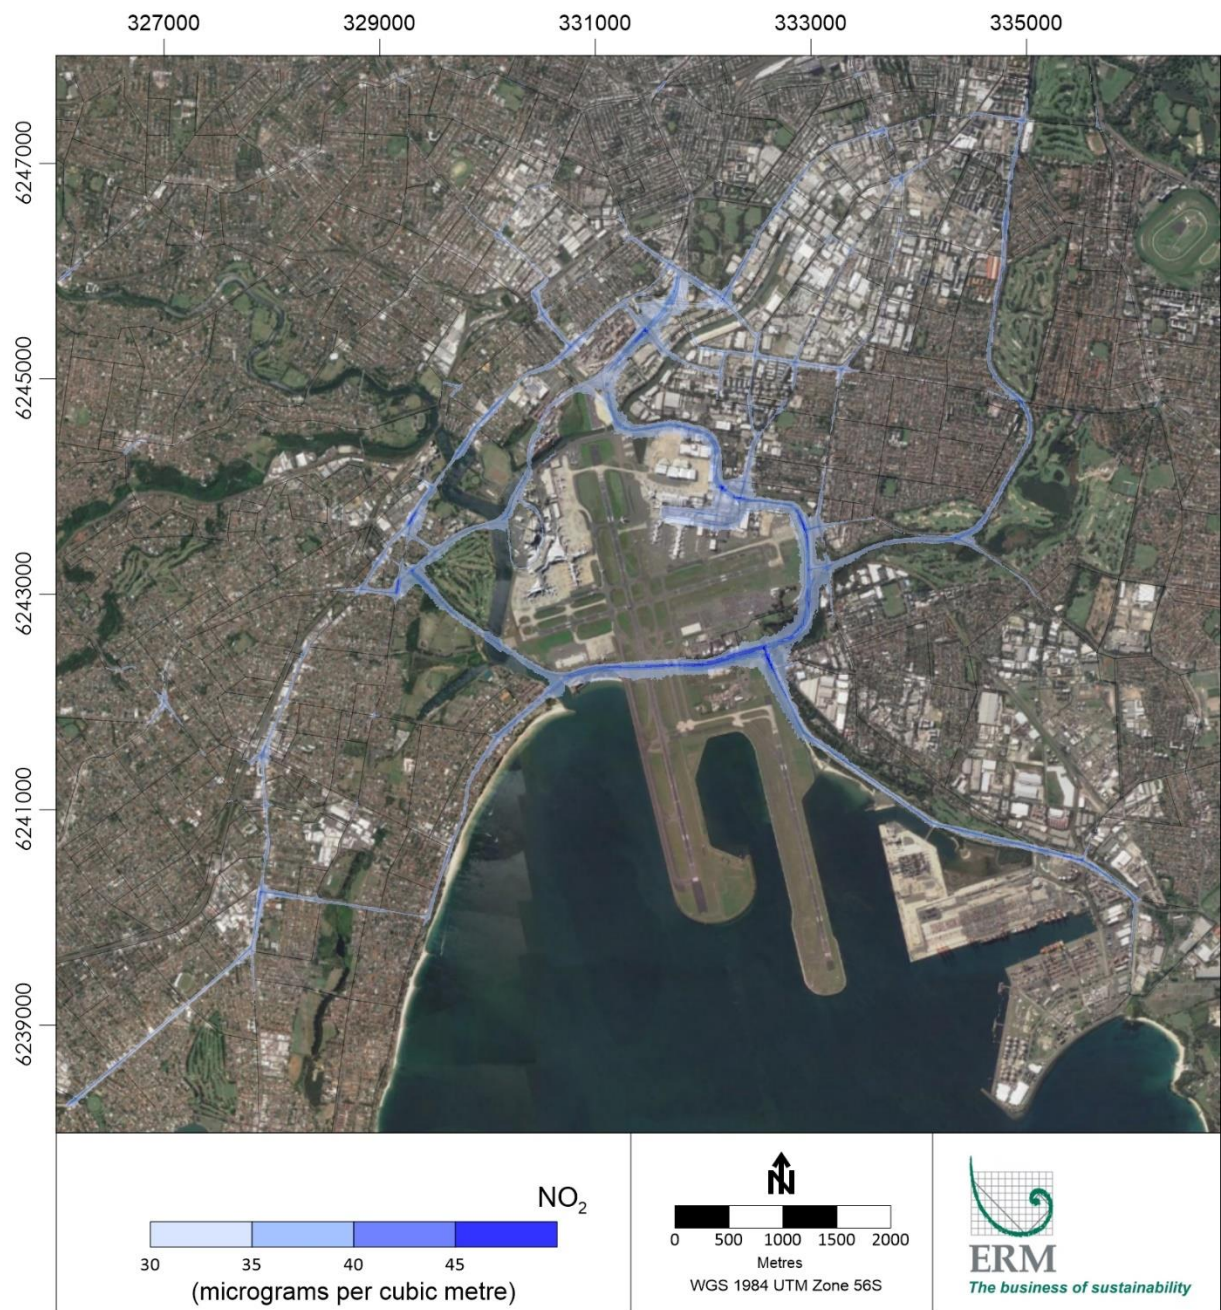 327000 329000 331000 333000 335000
6247000
6245000
6243000
6241000
6239000
NO₂
30 35 40 45
(micrograms per cubic metre)
N
0 500 1000 1500 2000
Metres
WGS 1984 UTM Zone 56S
ERM
The business of sustainability